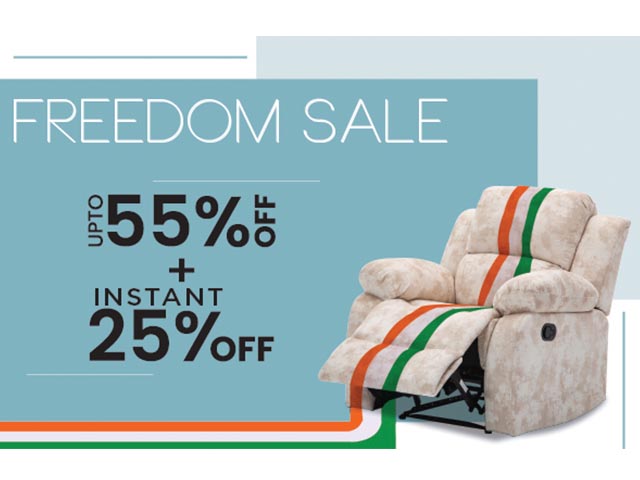 FREEDOM SALE
UPTO 55% OFF
+
INSTANT
25% OFF